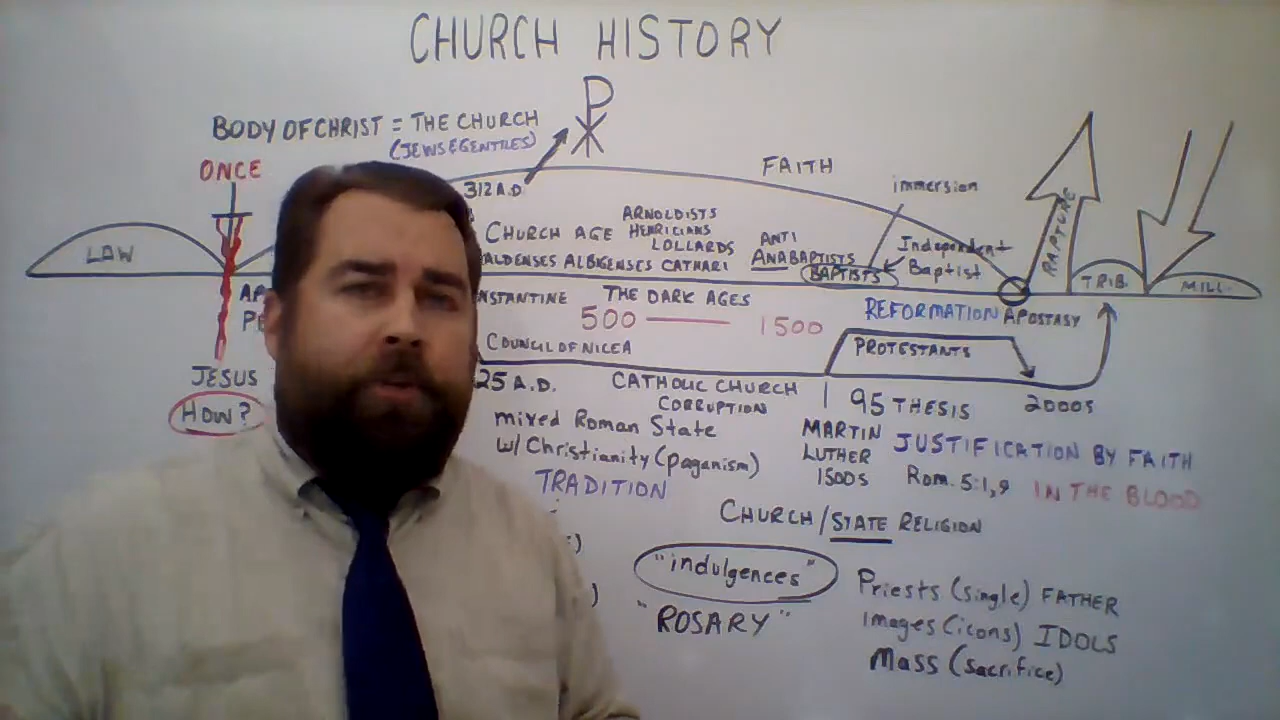 CHURCH HISTORY
BODY OF CHRIST = THE CHURCH
(JEWS & GENTILES)
ONCE
312 A.D.
FAITH
immersion
LAW
CHURCH AGE
ARNOLDISTS
HENRICIANS
LOLLARDS
ALDENSES ALBIGENSES CATHARI
ANTI
ANABAPTISTS
BAPTISTS
Independent
Baptist
RAPTURE
TRIB.
MILL.
AP
P
NSTANTINE
THE DARK AGES
500 — 1500
REFORMATION
APOSTASY
COUNCIL OF NICEA
PROTESTANTS
JESUS
HOW?
25 A.D.
CATHOLIC CHURCH
CORRUPTION
95 THESIS
2000s
mixed Roman State
w/ Christianity (paganism)
TRADITION
MARTIN
LUTHER
1500s
JUSTIFICATION BY FAITH
Rom. 5:1,9
IN THE BLOOD
CHURCH/STATE RELIGION
"indulgences"
"ROSARY"
Priests (single) FATHER
Images (icons) IDOLS
Mass (sacrifice)